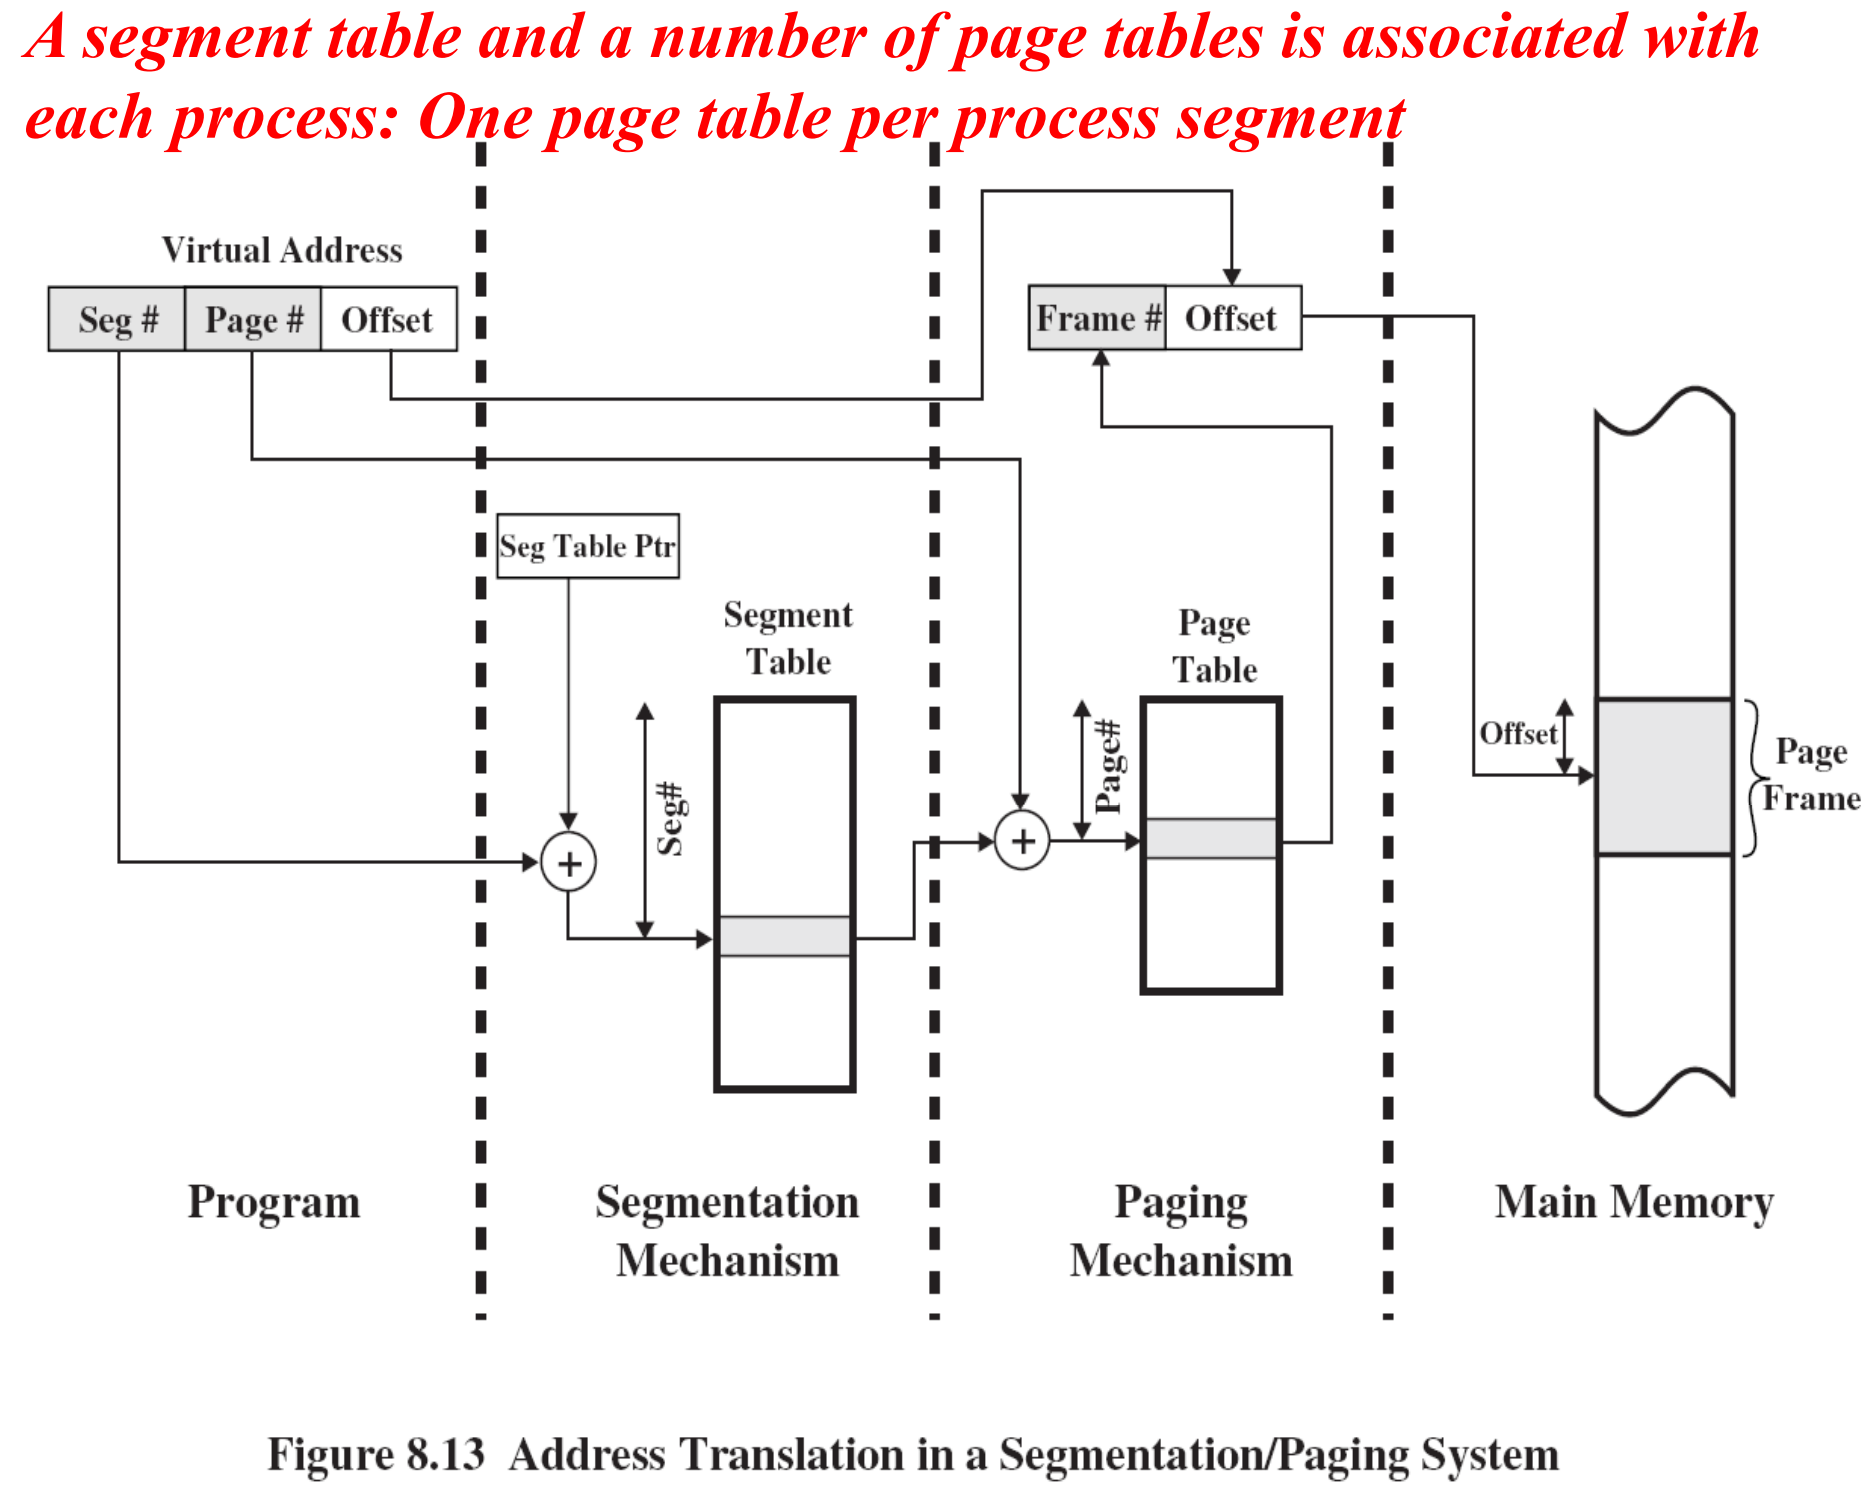 A segment table and a number of page tables is associated with
each process: One page table per process segment
Virtual Address
Seg # Page # Offset
Frame # Offset
Seg Table Ptr
Segment
Table
Page
Table
Seg#
Page#
Offset
Page
Frame
+
+
Program
Segmentation
Mechanism
Paging
Mechanism
Main Memory
Figure 8.13 Address Translation in a Segmentation/Paging System